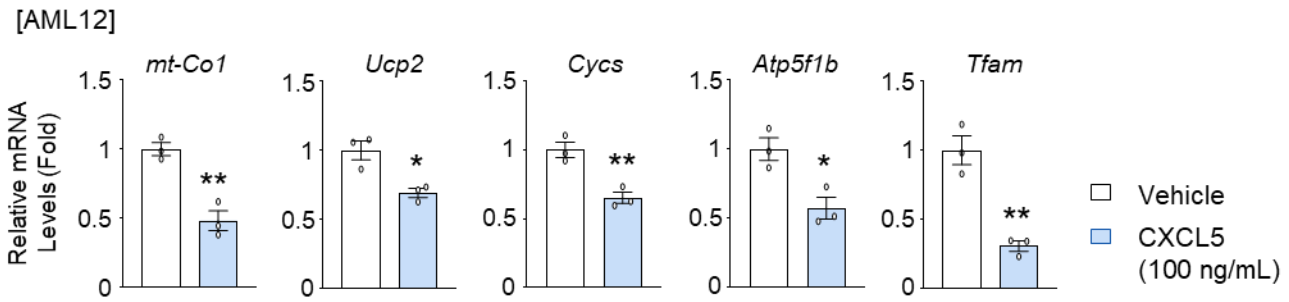 [AML12]
mt-Co1 Ucp2 Cycs Atp5f1b Tfam
Relative mRNA
Levels (Fold)
1.5 1.5 1.5 1.5 1.5
1 1 1 1 1
** * ** * **
0.5 0.5 0.5 0.5 0.5
0 0 0 0 0
Vehicle
CXCL5
(100 ng/mL)